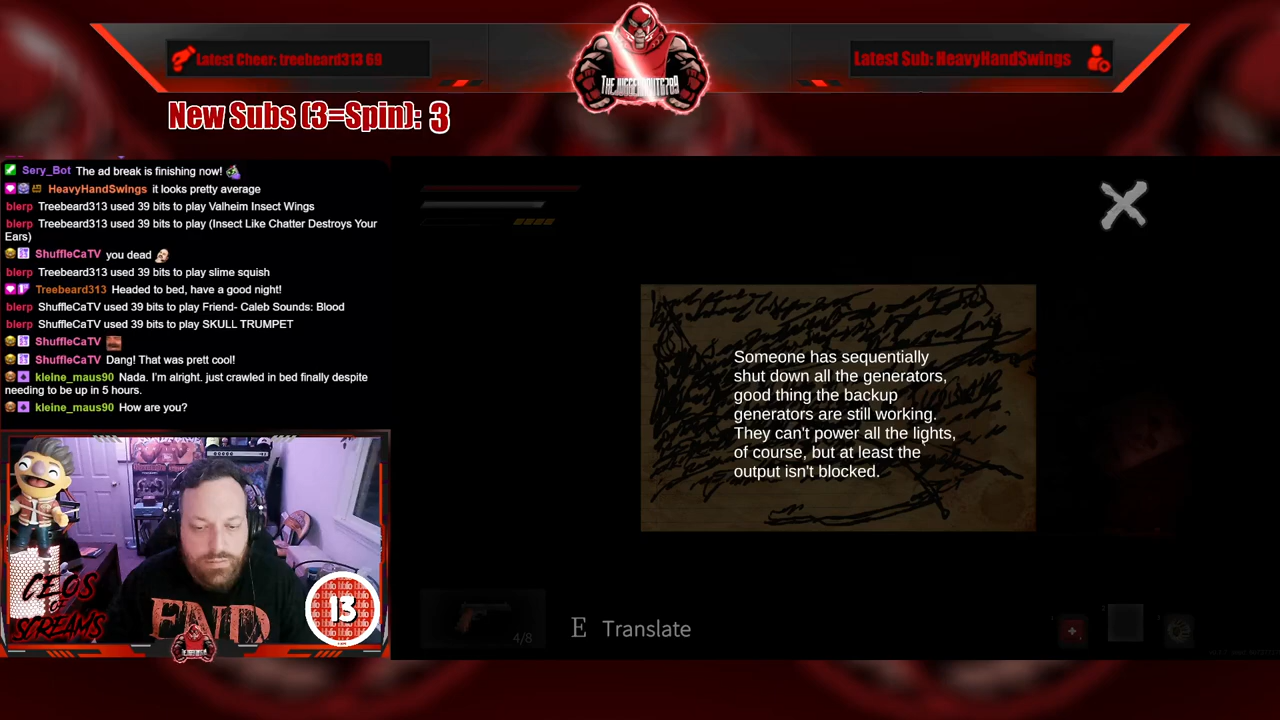 Latest Cheer: treebeard313 69
Latest Sub: HeavyHandSwings
THEJUGGERNAUT6789
New Subs (3=Spin): 3
Sery_Bot The ad break is finishing now!
HeavyHandSwings it looks pretty average
blerp Treebeard313 used 39 bits to play Valheim Insect Wings
blerp Treebeard313 used 39 bits to play (Insect Like Chatter Destroys Your
Ears)
ShuffleCaTV you dead
blerp Treebeard313 used 39 bits to play slime squish
Treebeard313 Headed to bed, have a good night!
blerp ShuffleCaTV used 39 bits to play Friend- Caleb Sounds: Blood
blerp ShuffleCaTV used 39 bits to play SKULL TRUMPET
ShuffleCaTV
ShuffleCaTV Dang! That was prett cool!
kleine_maus90 Nada. I'm alright. just crawled in bed finally despite
needing to be up in 5 hours.
kleine_maus90 How are you?
Someone has sequentially
shut down all the generators,
good thing the backup
generators are still working.
They can't power all the lights,
of course, but at least the
output isn't blocked.
CEOS
OF
SCREAMS
END
13
4/8
E Translate